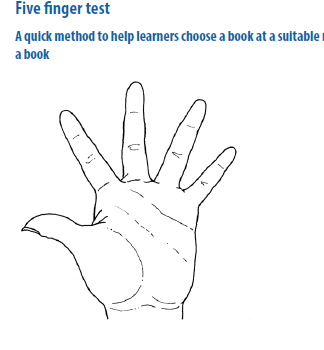 Five finger test
A quick method to help learners choose a book at a suitable
a book